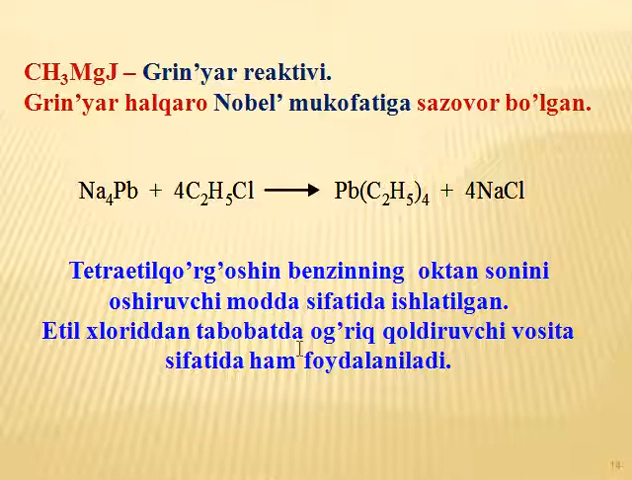 CH₃MgJ – Grin’yar reaktivi.
Grin’yar halqaro Nobel’ mukofatiga sazovor bo’lgan.
Na₄Pb + 4C₂H₅Cl ⟶ Pb(C₂H₅)₄ + 4NaCl
Tetraetilqo’rg’oshin benzinning oktan sonini
oshiruvchi modda sifatida ishlatilgan.
Etil xloriddan tabobatda og’riq qoldiruvchi vosita
sifatida ham foydalaniladi.